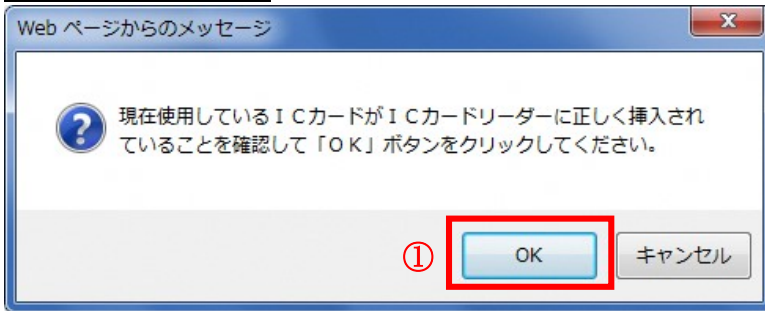 Web ページからのメッセージ
現在使用しているＩＣカードがＩＣカードリーダーに正しく挿入され
ていることを確認して「ＯＫ」ボタンをクリックしてください。
① OK キャンセル